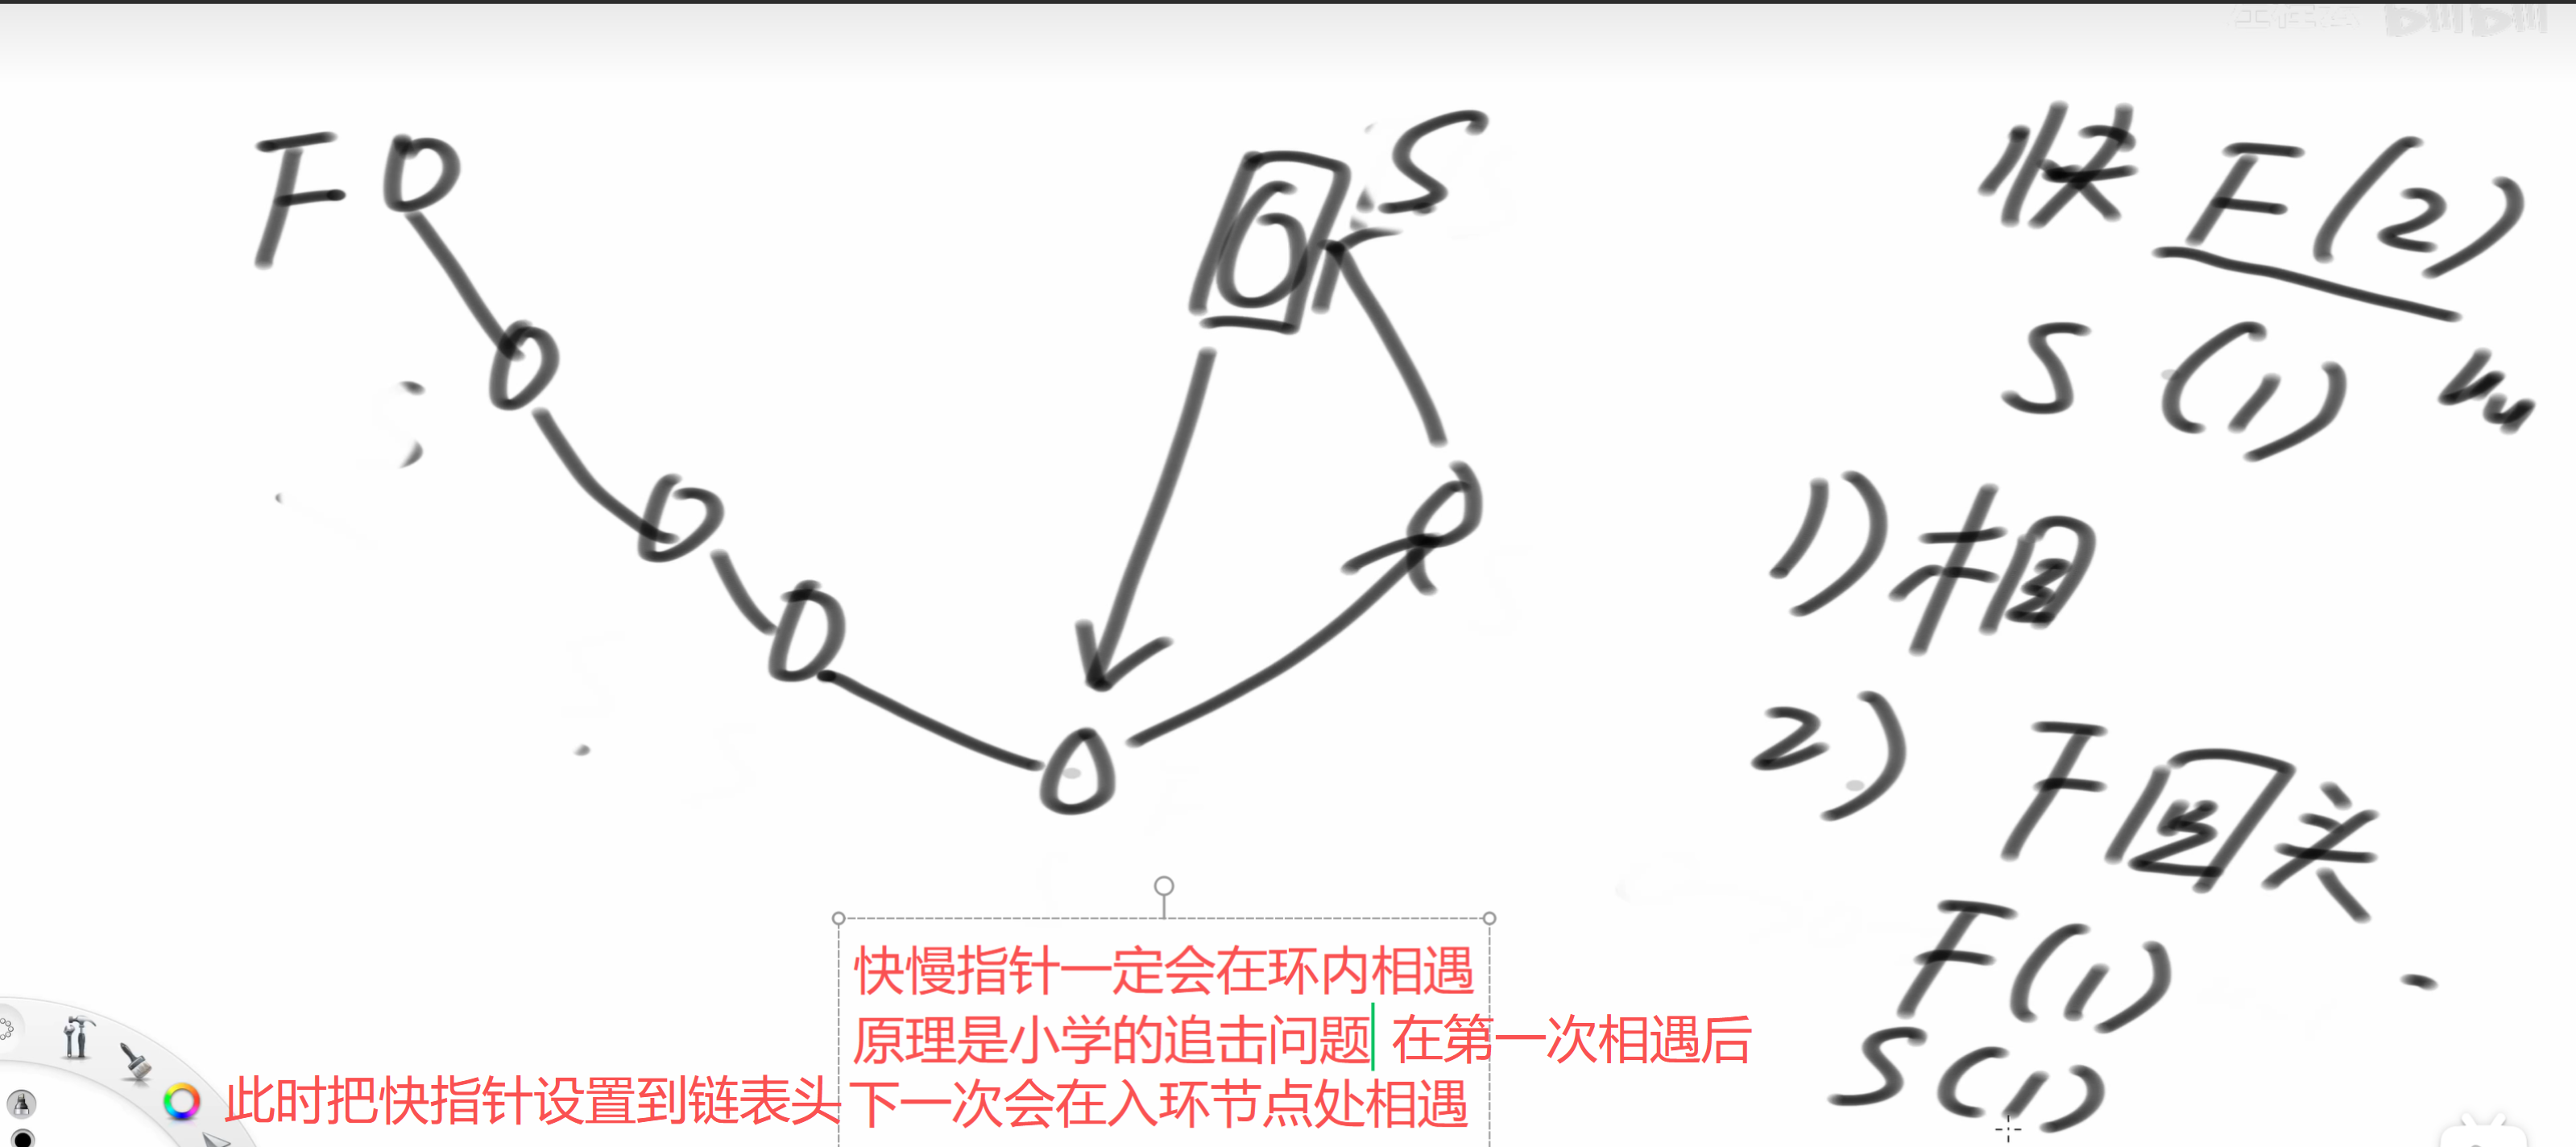 F
S
快 F(2)
S (1)
1) 相
2) F 回 头
F(1)
S(1)
快慢指针一定会在环内相遇
原理是小学的追击问题 在第一次相遇后
此时把快指针设置到链表头 下一次会在入环节点处相遇